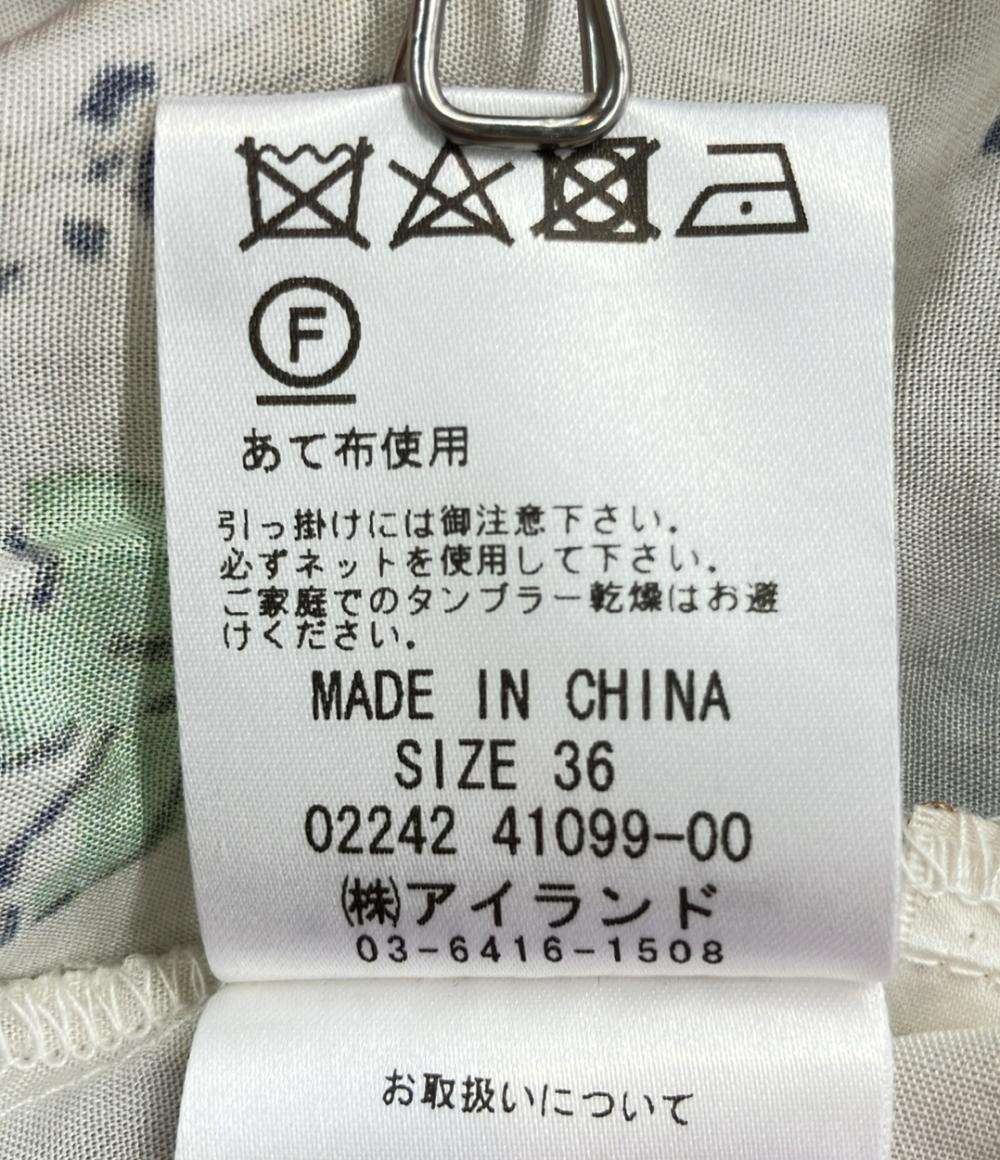 F
あて布使用
引っ掛けには御注意下さい.
必ずネットを使用して下さい.
ご家庭でのタンブラー乾燥はお避
けください.
MADE IN CHINA
SIZE 36
02242 41099-00
㈱アイランド
03-6416-1508
お取扱いについて